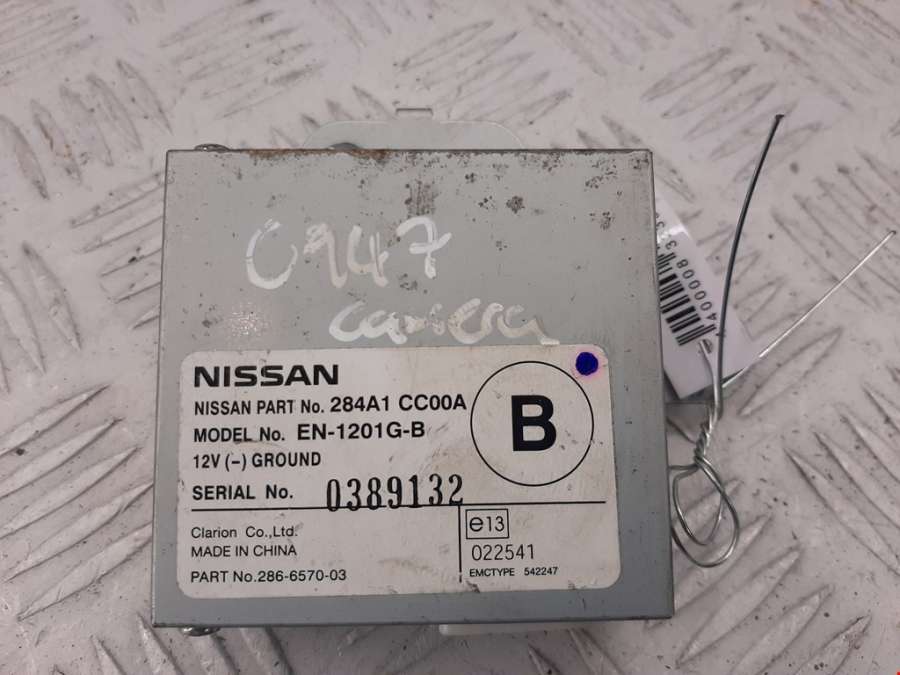 0947
camera
NISSAN
NISSAN PART No. 284A1 CC00A
MODEL No. EN-1201G-B
12V (-) GROUND
SERIAL No. 0389132
B
Clarion Co.,Ltd.
MADE IN CHINA
PART No.286-6570-03
e13
022541
EMCTYPE 542247